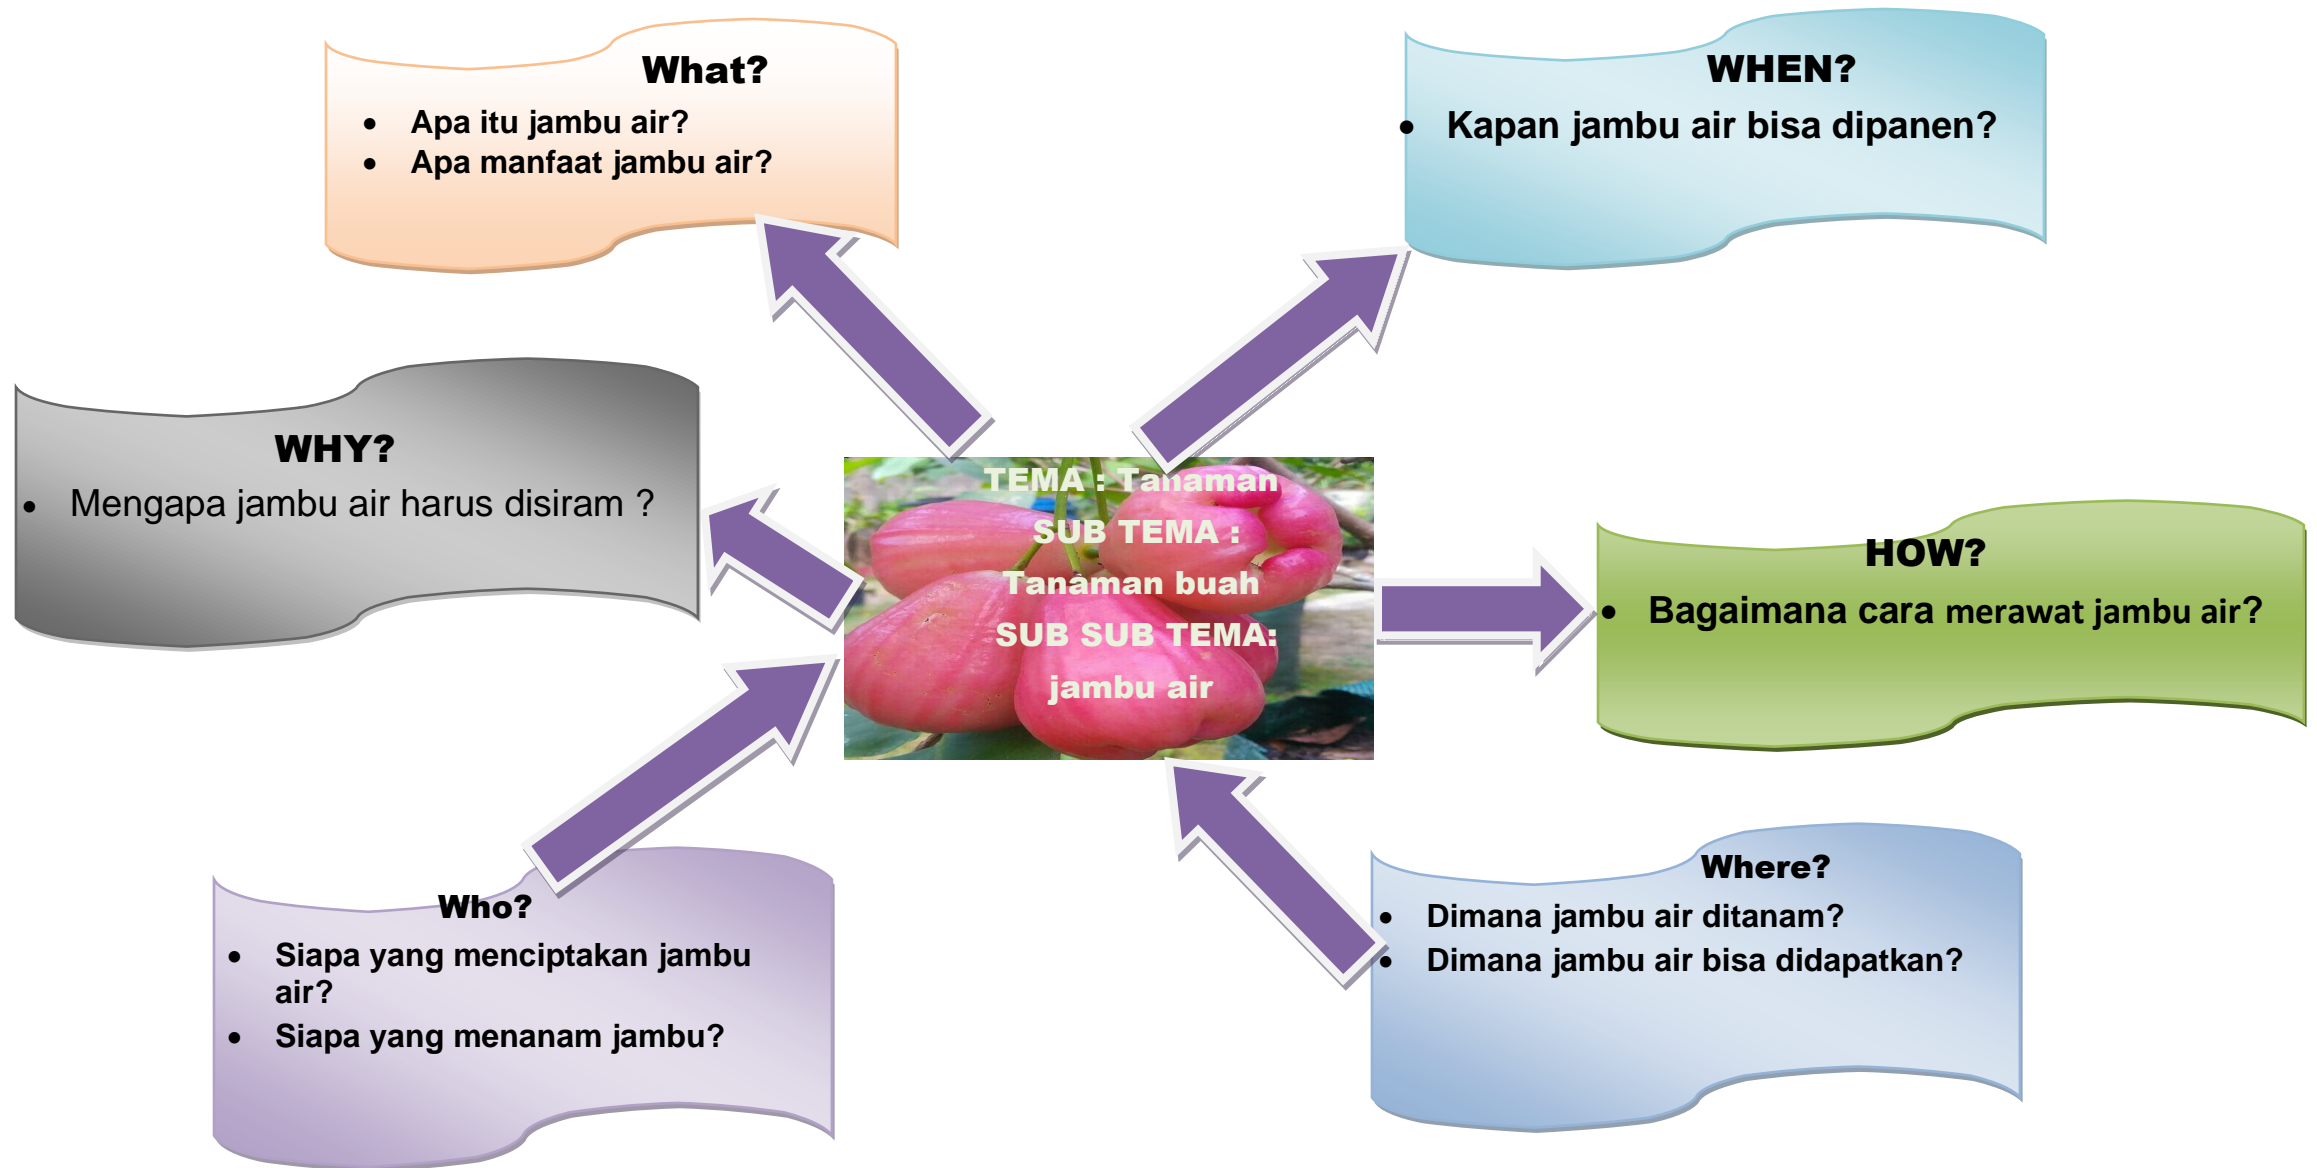 What?
• Apa itu jambu air?
• Apa manfaat jambu air?
WHEN?
• Kapan jambu air bisa dipanen?
WHY?
• Mengapa jambu air harus disiram ?
TEMA : Tanaman
SUB TEMA :
Tanaman buah
SUB SUB TEMA:
jambu air
HOW?
• Bagaimana cara merawat jambu air?
Who?
• Siapa yang menciptakan jambu
air?
• Siapa yang menanam jambu?
Where?
• Dimana jambu air ditanam?
• Dimana jambu air bisa didapatkan?